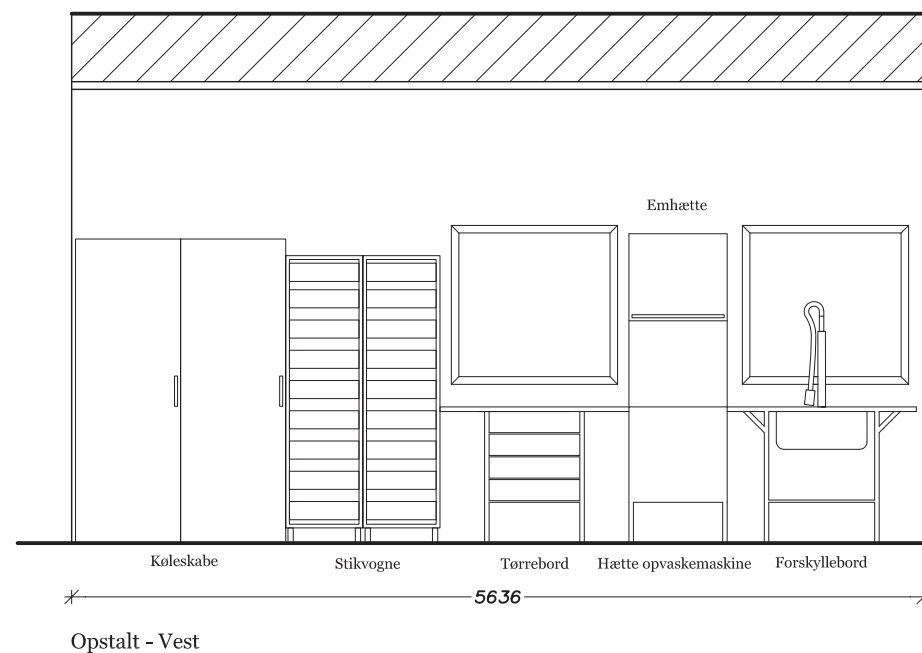 Emhætte
Køleskabe
Stikvogne
Tørrebord
Hætte opvaskemaskine
Forskyllebord
5636
Opstalt - Vest